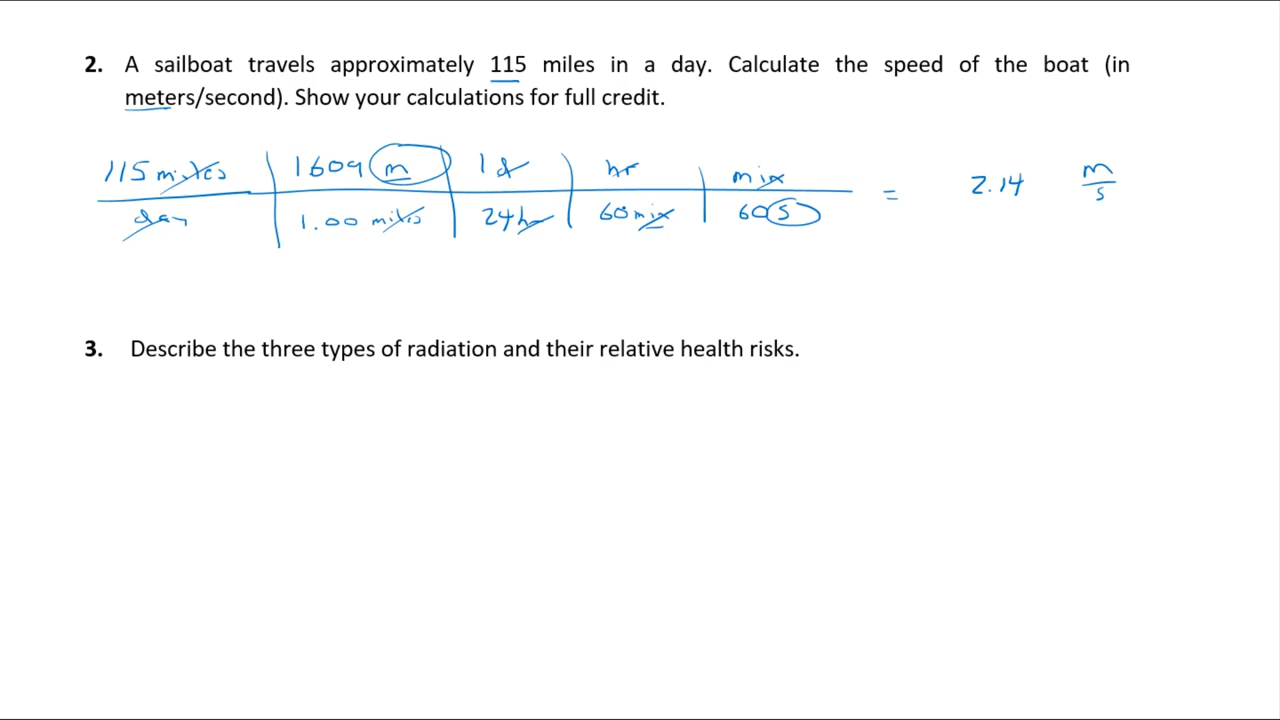 2. A sailboat travels approximately 115 miles in a day. Calculate the speed of the boat (in
meters/second). Show your calculations for full credit.
115 miles | 1609 m | 1 d | hr | min
day | 1.00 miles | 24 hr | 60 min | 60 s = 2.14 m/s
3. Describe the three types of radiation and their relative health risks.